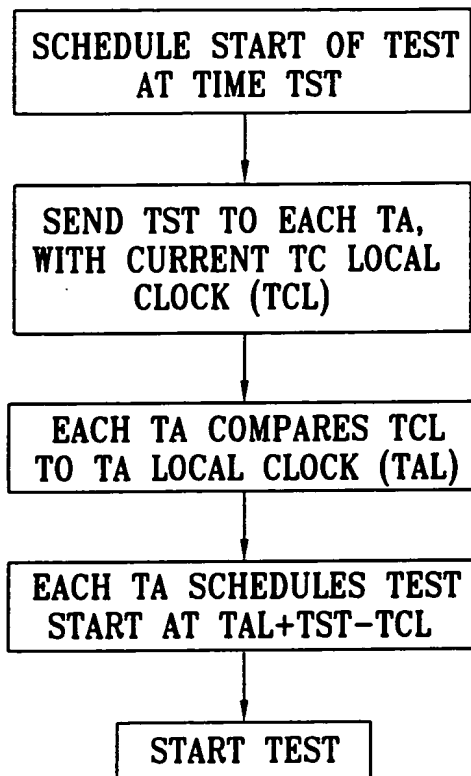 SCHEDULE START OF TEST
AT TIME TST
SEND TST TO EACH TA,
WITH CURRENT TC LOCAL
CLOCK (TCL)
EACH TA COMPARES TCL
TO TA LOCAL CLOCK (TAL)
EACH TA SCHEDULES TEST
START AT TAL+TST-TCL
START TEST